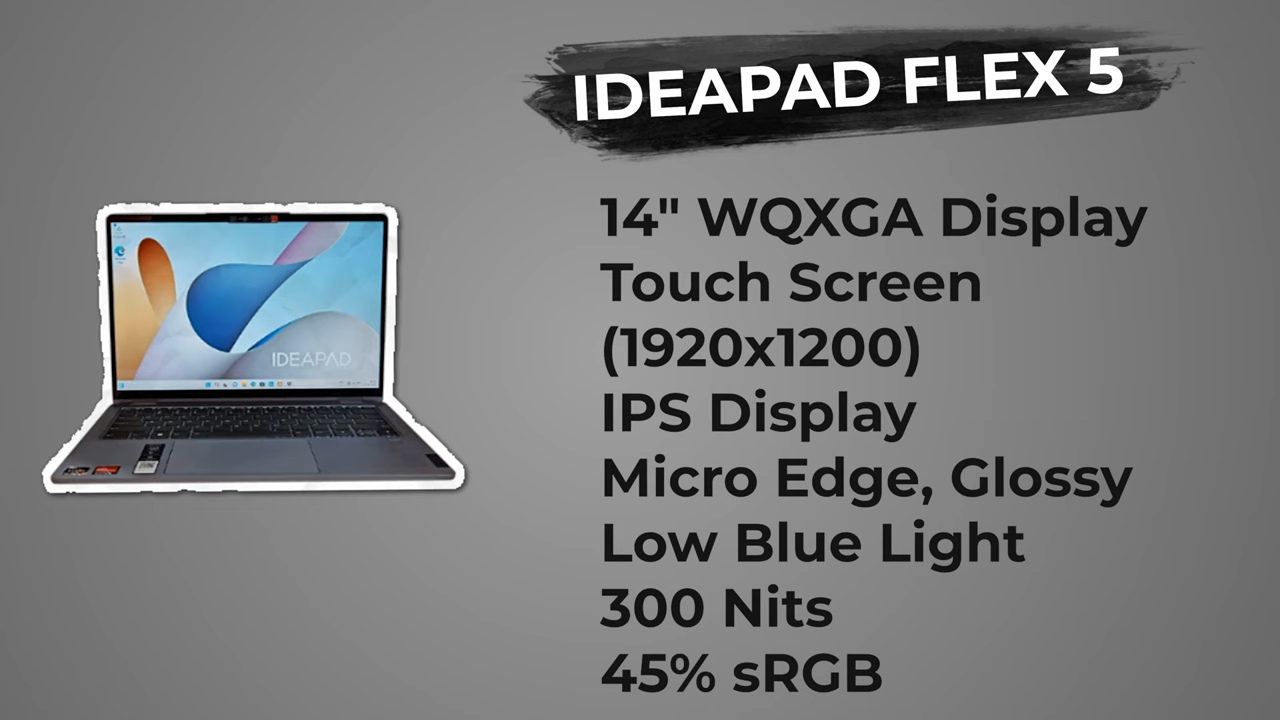 IDEAPAD FLEX 5
14" WQXGA Display
Touch Screen
(1920x1200)
IPS Display
Micro Edge, Glossy
Low Blue Light
300 Nits
45% sRGB
IDEAPAD